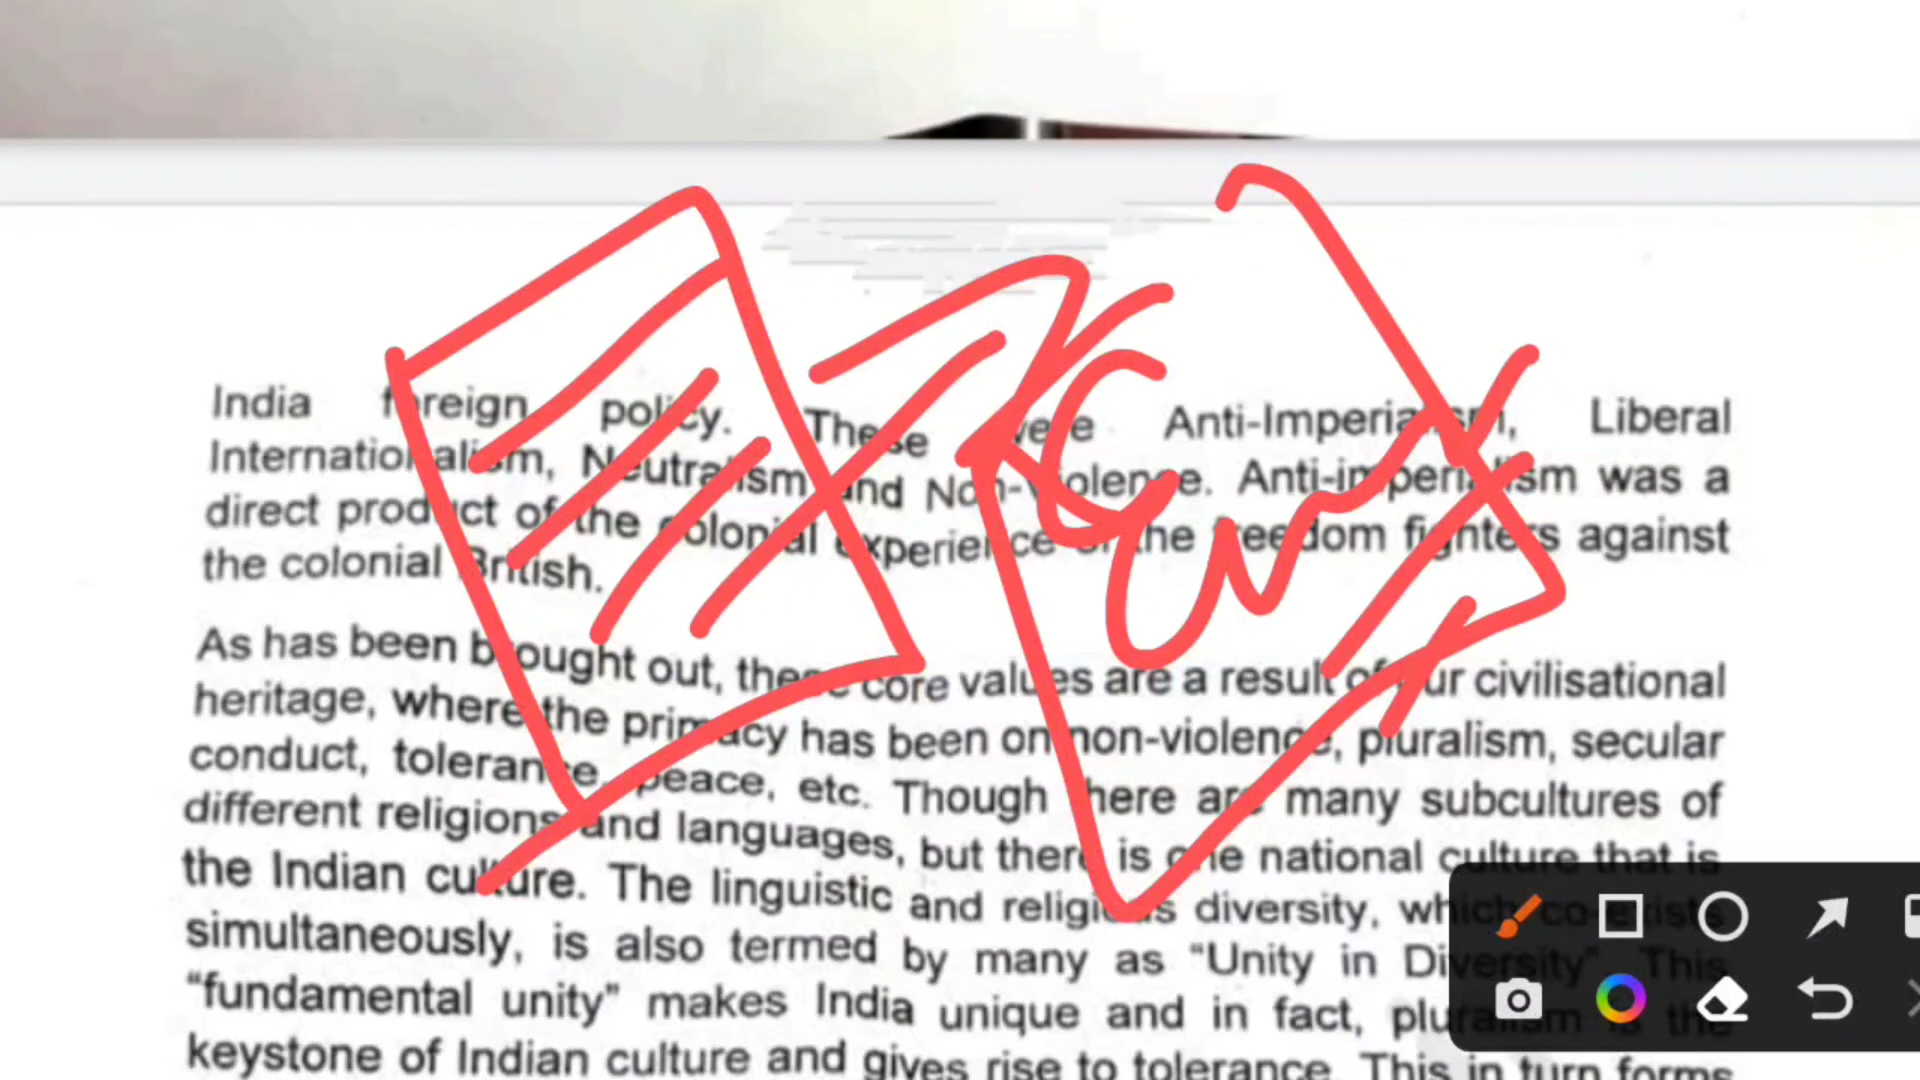 India foreign policy. These were Anti-Imperialism, Liberal
Internationalism, Neutralism and Non-Violence. Anti-imperialism was a
direct product of the colonial experience of the freedom fighters against
the colonial British.
As has been brought out, these core values are a result of our civilisational
heritage, where the primacy has been on non-violence, pluralism, secular
conduct, tolerance, peace, etc. Though there are many subcultures of
different religions and languages, but there is one national culture that is
the Indian culture. The linguistic and religious diversity, which co-exists
simultaneously, is also termed by many as “Unity in Diversity”. This
“fundamental unity” makes India unique and in fact, pluralism is the
keystone of Indian culture and gives rise to tolerance. This in turn forms